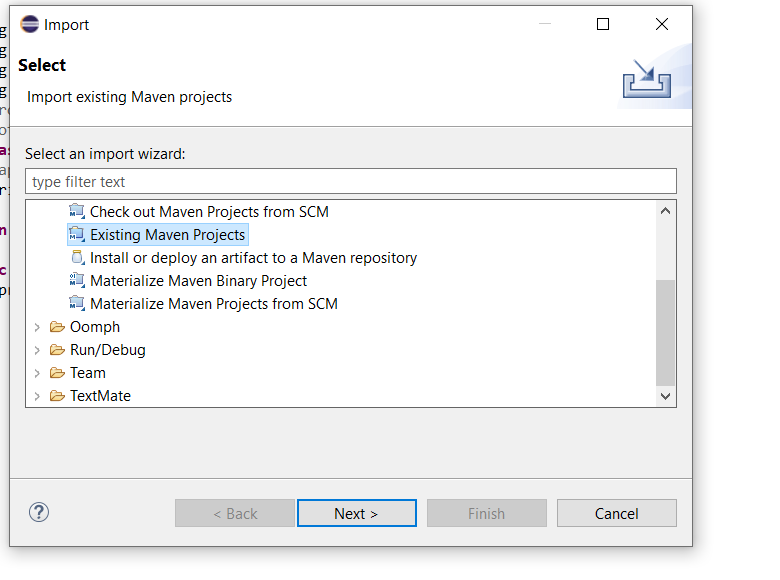 Import
Select
Import existing Maven projects
Select an import wizard:
type filter text
Check out Maven Projects from SCM
Existing Maven Projects
Install or deploy an artifact to a Maven repository
Materialize Maven Binary Project
Materialize Maven Projects from SCM
Oomph
Run/Debug
Team
TextMate
< Back
Next >
Finish
Cancel